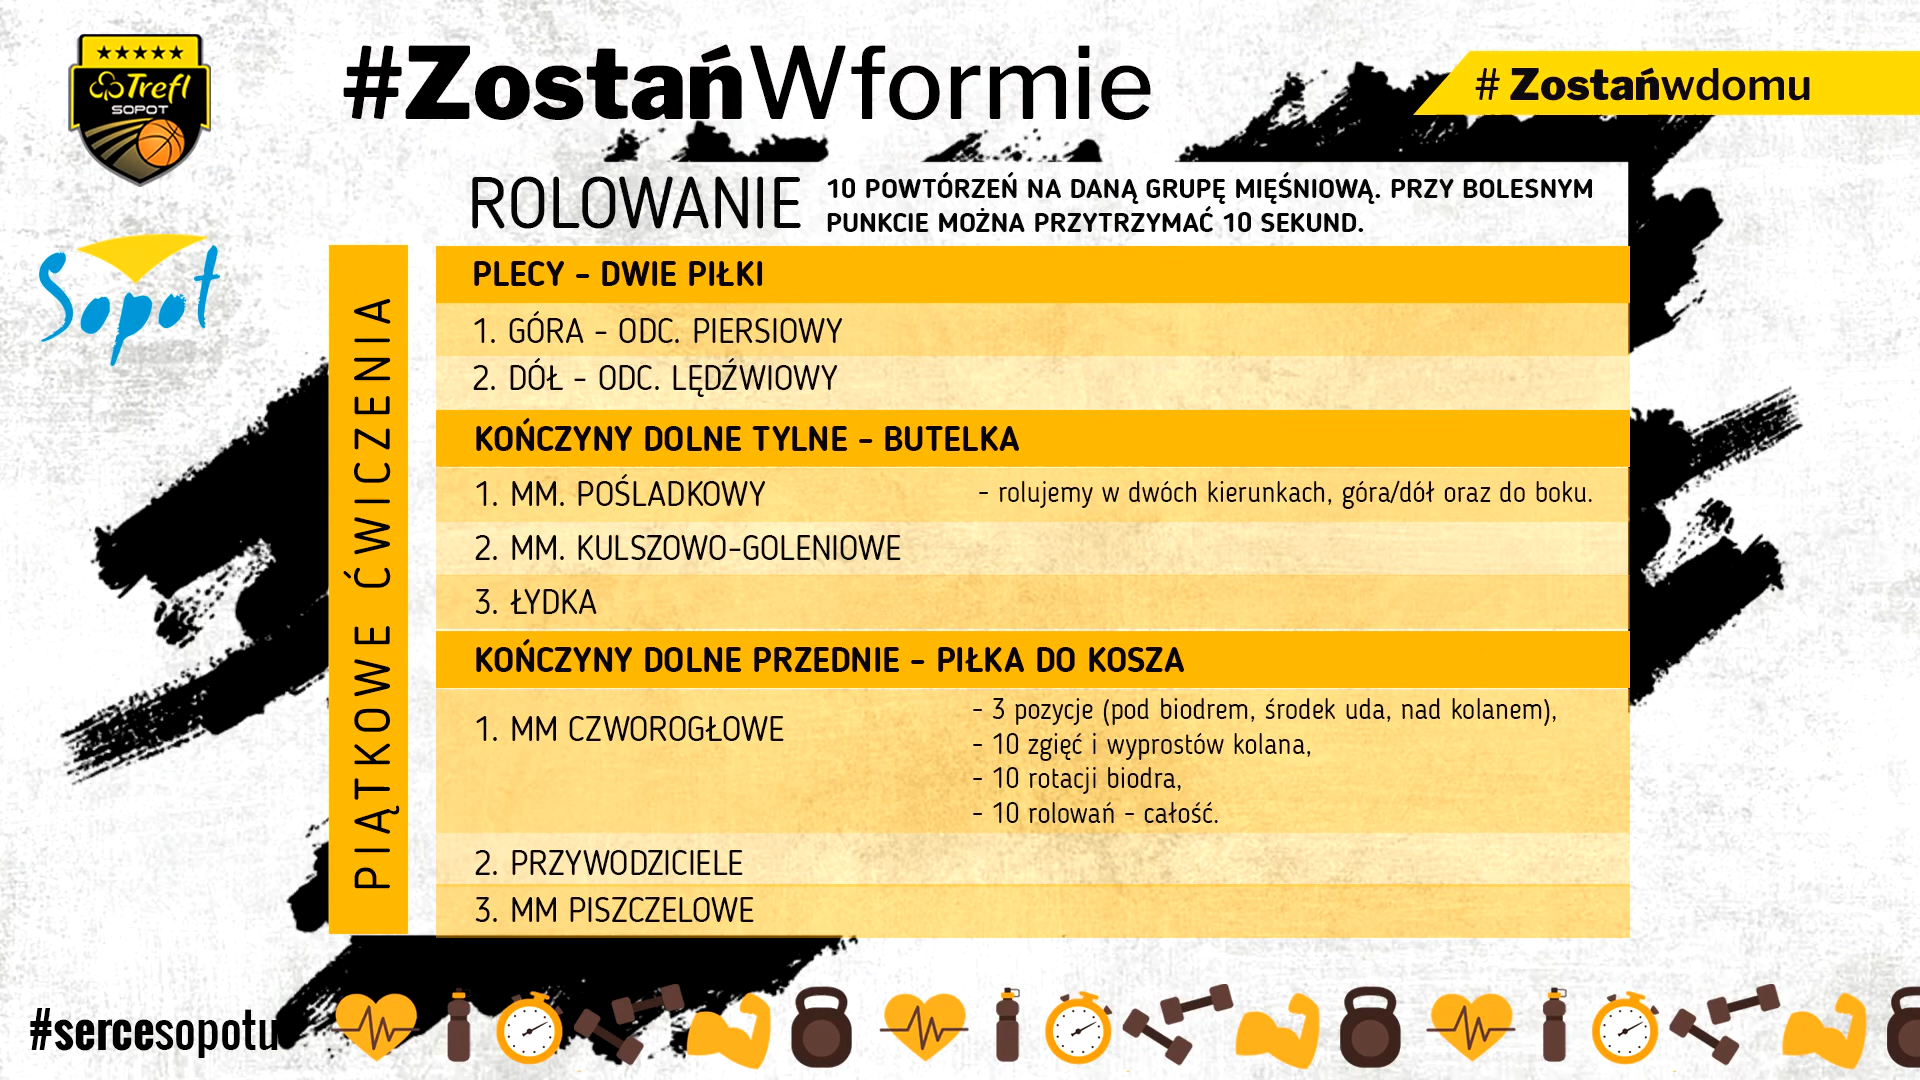 Trefl
SOPOT
#ZostańWformie
# Zostańwdomu
Sopot
ROLOWANIE
10 POWTÓRZEŃ NA DANĄ GRUPĘ MIĘŚNIOWĄ. PRZY BOLESNYM
PUNKCIE MOŻNA PRZYTRZYMAĆ 10 SEKUND.
PIĄTKOWE ĆWICZENIA
PLECY - DWIE PIŁKI
1. GÓRA - ODC. PIERSIOWY
2. DÓŁ - ODC. LĘDŹWIOWY
KOŃCZYNY DOLNE TYLNE - BUTELKA
1. MM. POŚLADKOWY - rolujemy w dwóch kierunkach, góra/dół oraz do boku.
2. MM. KULSZOWO-GOLENIOWE
3. ŁYDKA
KOŃCZYNY DOLNE PRZEDNIE - PIŁKA DO KOSZA
1. MM CZWOROGŁOWE
- 3 pozycje (pod biodrem, środek uda, nad kolanem),
- 10 zgięć i wyprostów kolana,
- 10 rotacji biodra,
- 10 rolowań - całość.
2. PRZYWODZICIELE
3. MM PISZCZELOWE
#sercesopotu